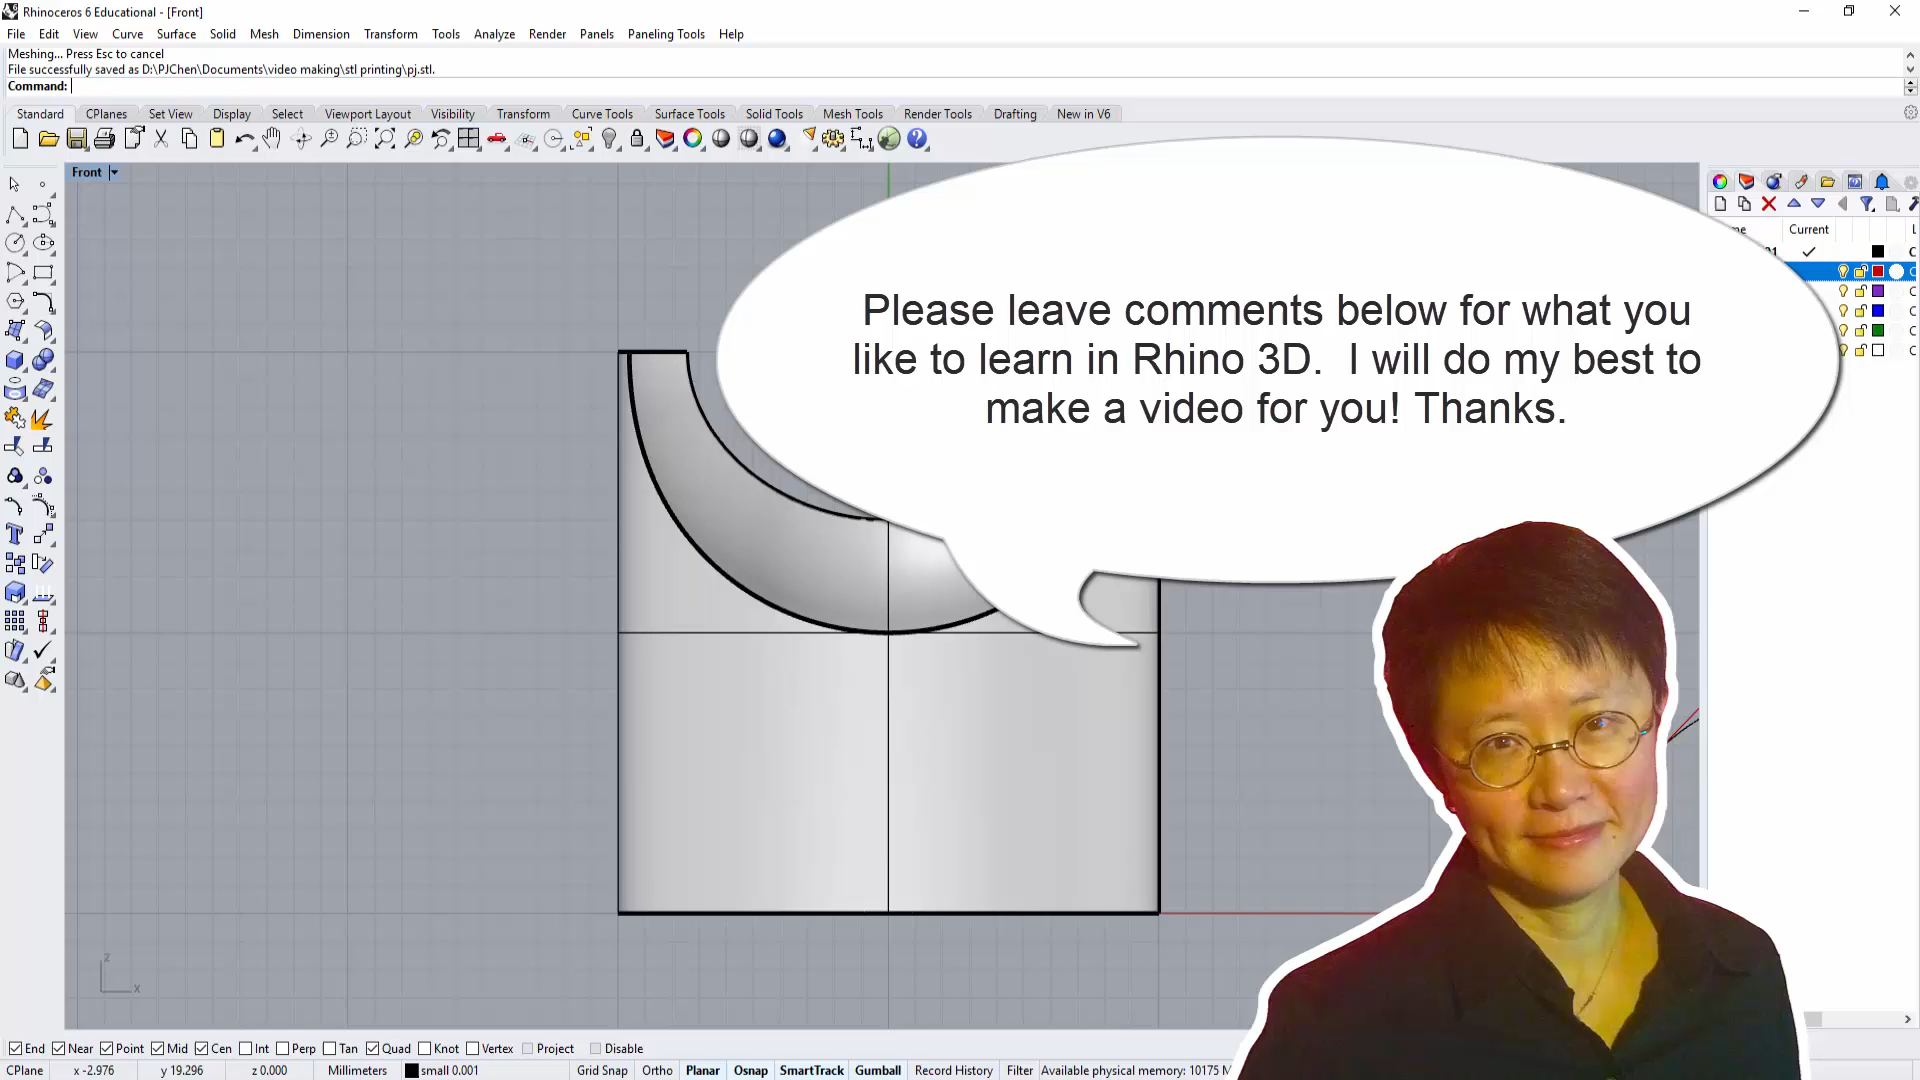 Rhinoceros 6 Educational - [Front]
File Edit View Curve Surface Solid Mesh Dimension Transform Tools Analyze Render Panels Paneling Tools Help
Meshing... Press Esc to cancel
File successfully saved as D:\PJChen\Documents\video making\stl printing\pj.stl.
Command:
Standard CPlanes Set View Display Select Viewport Layout Visibility Transform Curve Tools Surface Tools Solid Tools Mesh Tools Render Tools Drafting New in V6
Front
Current
Please leave comments below for what you
like to learn in Rhino 3D. I will do my best to
make a video for you! Thanks.
z
x
End Near Point Mid Cen Int Perp Tan Quad Knot Vertex Project Disable
CPlane x -2.976 y 19.296 z 0.000 Millimeters small 0.001 Grid Snap Ortho Planar Osnap SmartTrack Gumball Record History Filter Available physical memory: 10175 M